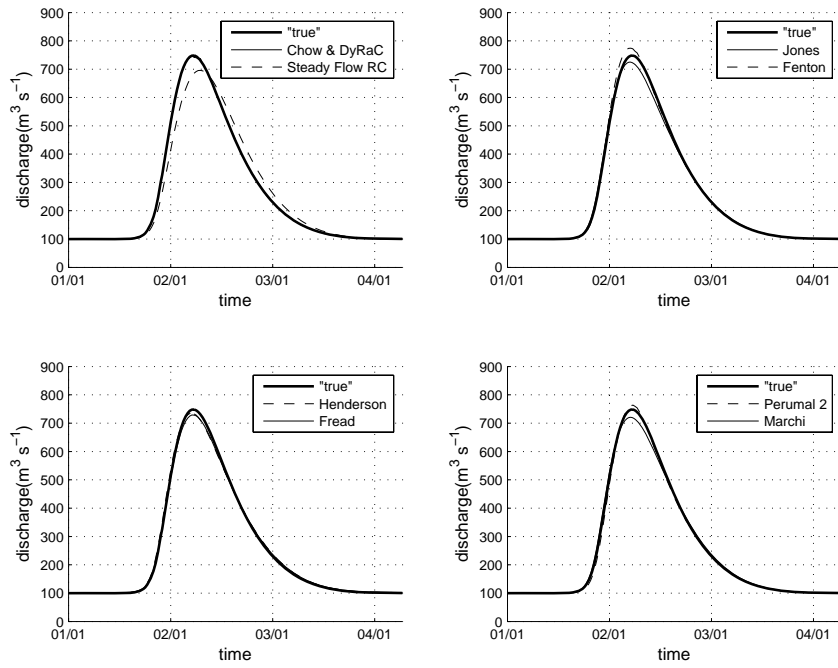 900
800
700
600
500
400
300
200
100
0
discharge(m³ s⁻¹)
"true"
Chow & DyRaC
Steady Flow RC
01/01 02/01 03/01 04/01
time
900
800
700
600
500
400
300
200
100
0
discharge(m³ s⁻¹)
"true"
Jones
Fenton
01/01 02/01 03/01 04/01
time
900
800
700
600
500
400
300
200
100
0
discharge(m³ s⁻¹)
"true"
Henderson
Fread
01/01 02/01 03/01 04/01
time
900
800
700
600
500
400
300
200
100
0
discharge(m³ s⁻¹)
"true"
Perumal 2
Marchi
01/01 02/01 03/01 04/01
time